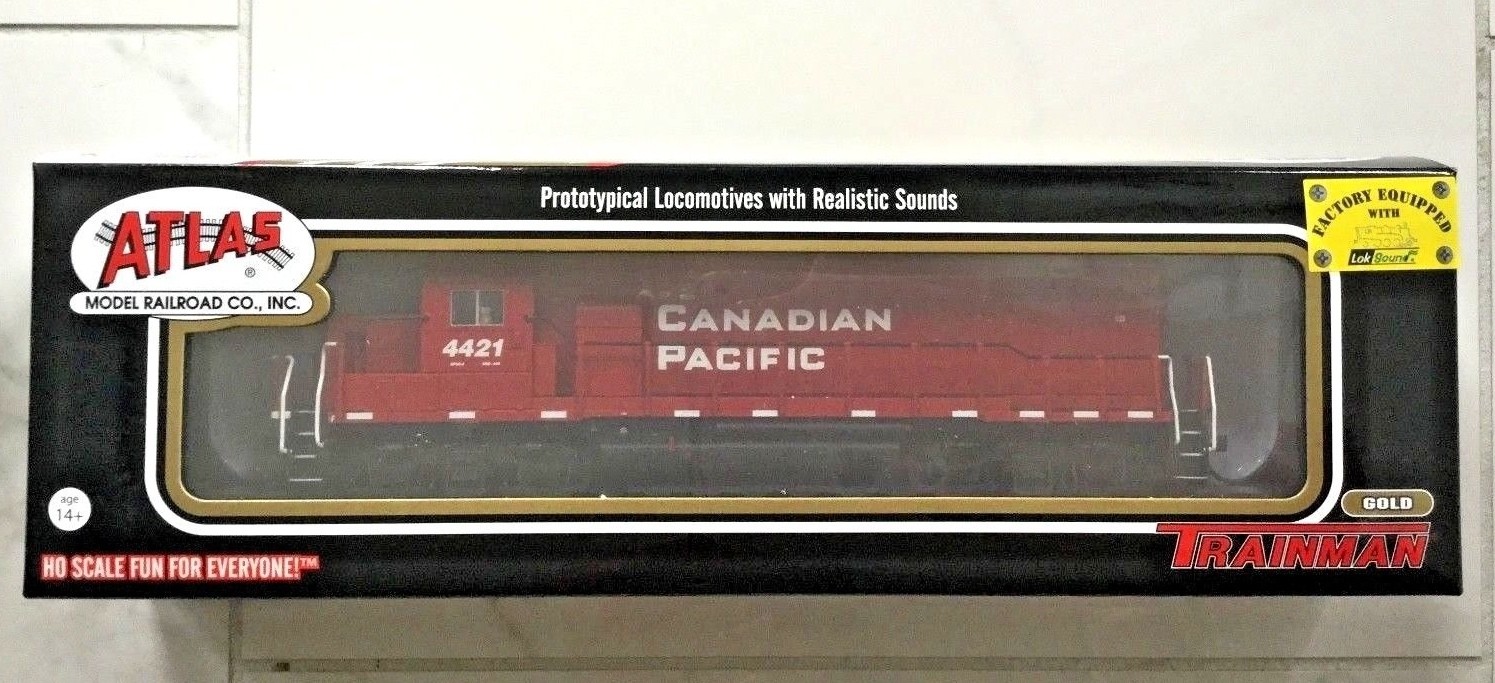 Prototypical Locomotives with Realistic Sounds
ATLAS
®
MODEL RAILROAD CO., INC.
FACTORY EQUIPPED
WITH
LokSound
CANADIAN
PACIFIC
4421
age
14+
GOLD
TRAINMAN
HO SCALE FUN FOR EVERYONE!™